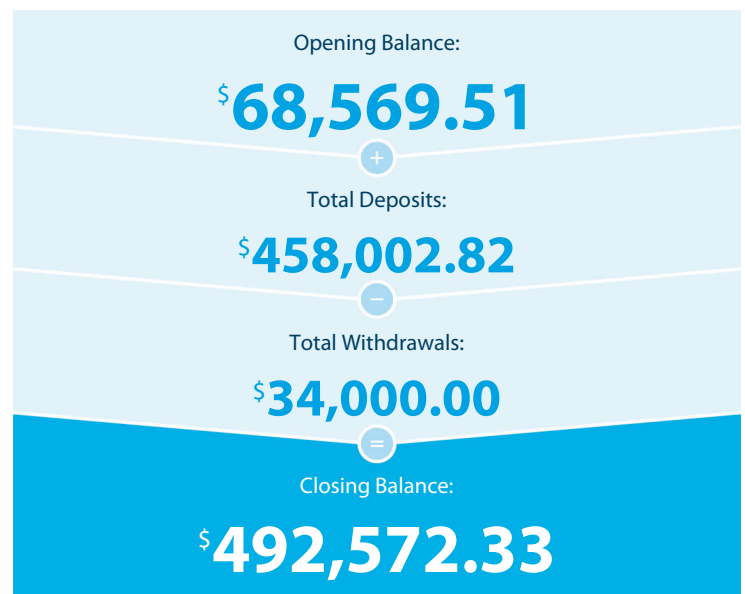 Opening Balance:
$68,569.51
+
Total Deposits:
$458,002.82
−
Total Withdrawals:
$34,000.00
=
Closing Balance:
$492,572.33